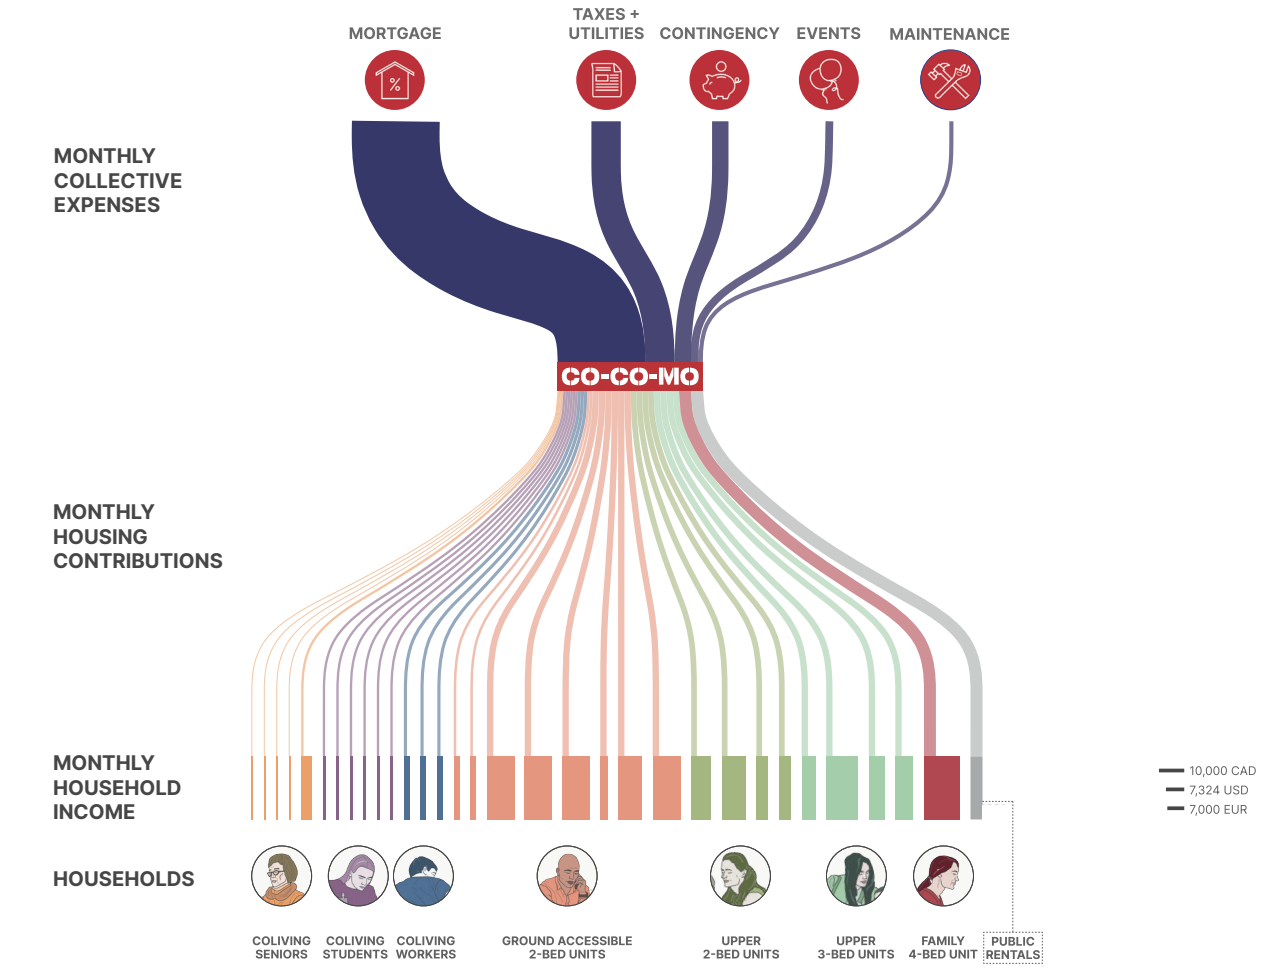 MORTGAGE
TAXES +
UTILITIES
CONTINGENCY
EVENTS
MAINTENANCE
%
MONTHLY
COLLECTIVE
EXPENSES
CO-CO-MO
MONTHLY
HOUSING
CONTRIBUTIONS
MONTHLY
HOUSEHOLD
INCOME
10,000 CAD
7,324 USD
7,000 EUR
HOUSEHOLDS
COLIVING
SENIORS
COLIVING
STUDENTS
COLIVING
WORKERS
GROUND ACCESSIBLE
2-BED UNITS
UPPER
2-BED UNITS
UPPER
3-BED UNITS
FAMILY
4-BED UNIT
PUBLIC
RENTALS